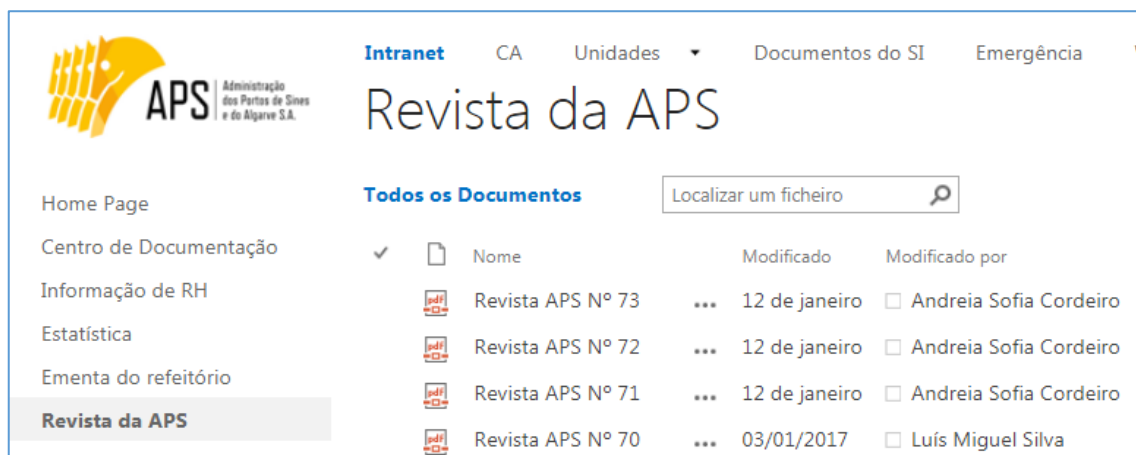 APS
Administração
dos Portos de Sines
e do Algarve S.A.
Intranet CA Unidades Documentos do SI Emergência
Revista da APS
Todos os Documentos Localizar um ficheiro
Home Page
Centro de Documentação
Informação de RH
Estatística
Ementa do refeitório
Revista da APS
Nome Modificado Modificado por
pdf Revista APS Nº 73 ... 12 de janeiro Andreia Sofia Cordeiro
pdf Revista APS Nº 72 ... 12 de janeiro Andreia Sofia Cordeiro
pdf Revista APS Nº 71 ... 12 de janeiro Andreia Sofia Cordeiro
pdf Revista APS Nº 70 ... 03/01/2017 Luís Miguel Silva